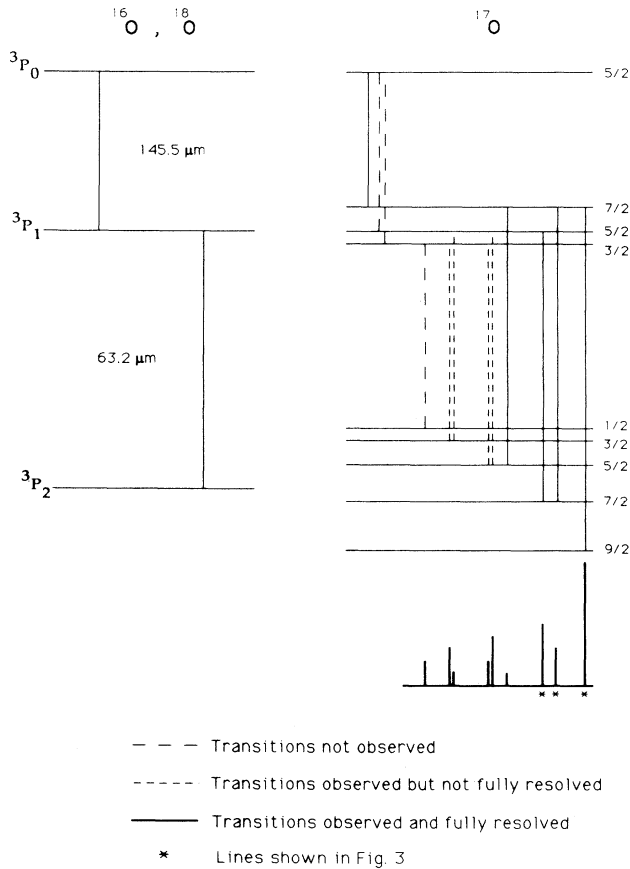 16O , 18O
17O
3P0
5/2
145.5 μm
7/2
3P1
5/2
3/2
63.2 μm
1/2
3/2
5/2
3P2
7/2
9/2
* * *
Transitions not observed
Transitions observed but not fully resolved
Transitions observed and fully resolved
* Lines shown in Fig. 3